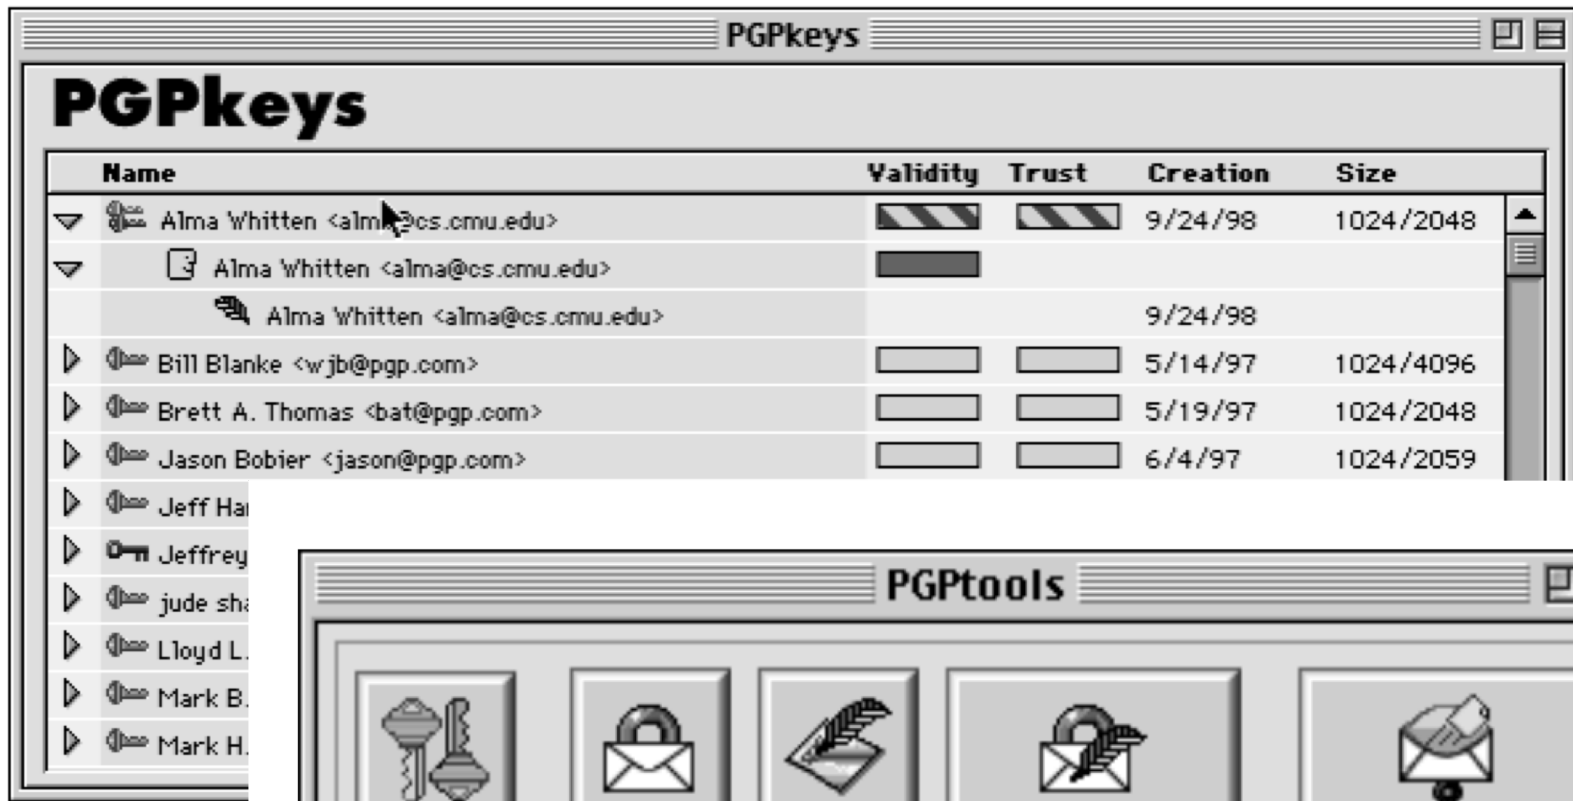 PGPkeys
PGPkeys
Name Validity Trust Creation Size
Alma Whitten <alma@cs.cmu.edu> 9/24/98 1024/2048
Alma Whitten <alma@cs.cmu.edu>
Alma Whitten <alma@cs.cmu.edu> 9/24/98
Bill Blanke <wjb@pgp.com> 5/14/97 1024/4096
Brett A. Thomas <bat@pgp.com> 5/19/97 1024/2048
Jason Bobier <jason@pgp.com> 6/4/97 1024/2059
Jeff
Jeffrey
jude
Lloyd L.
Mark B.
Mark H.
PGPtools